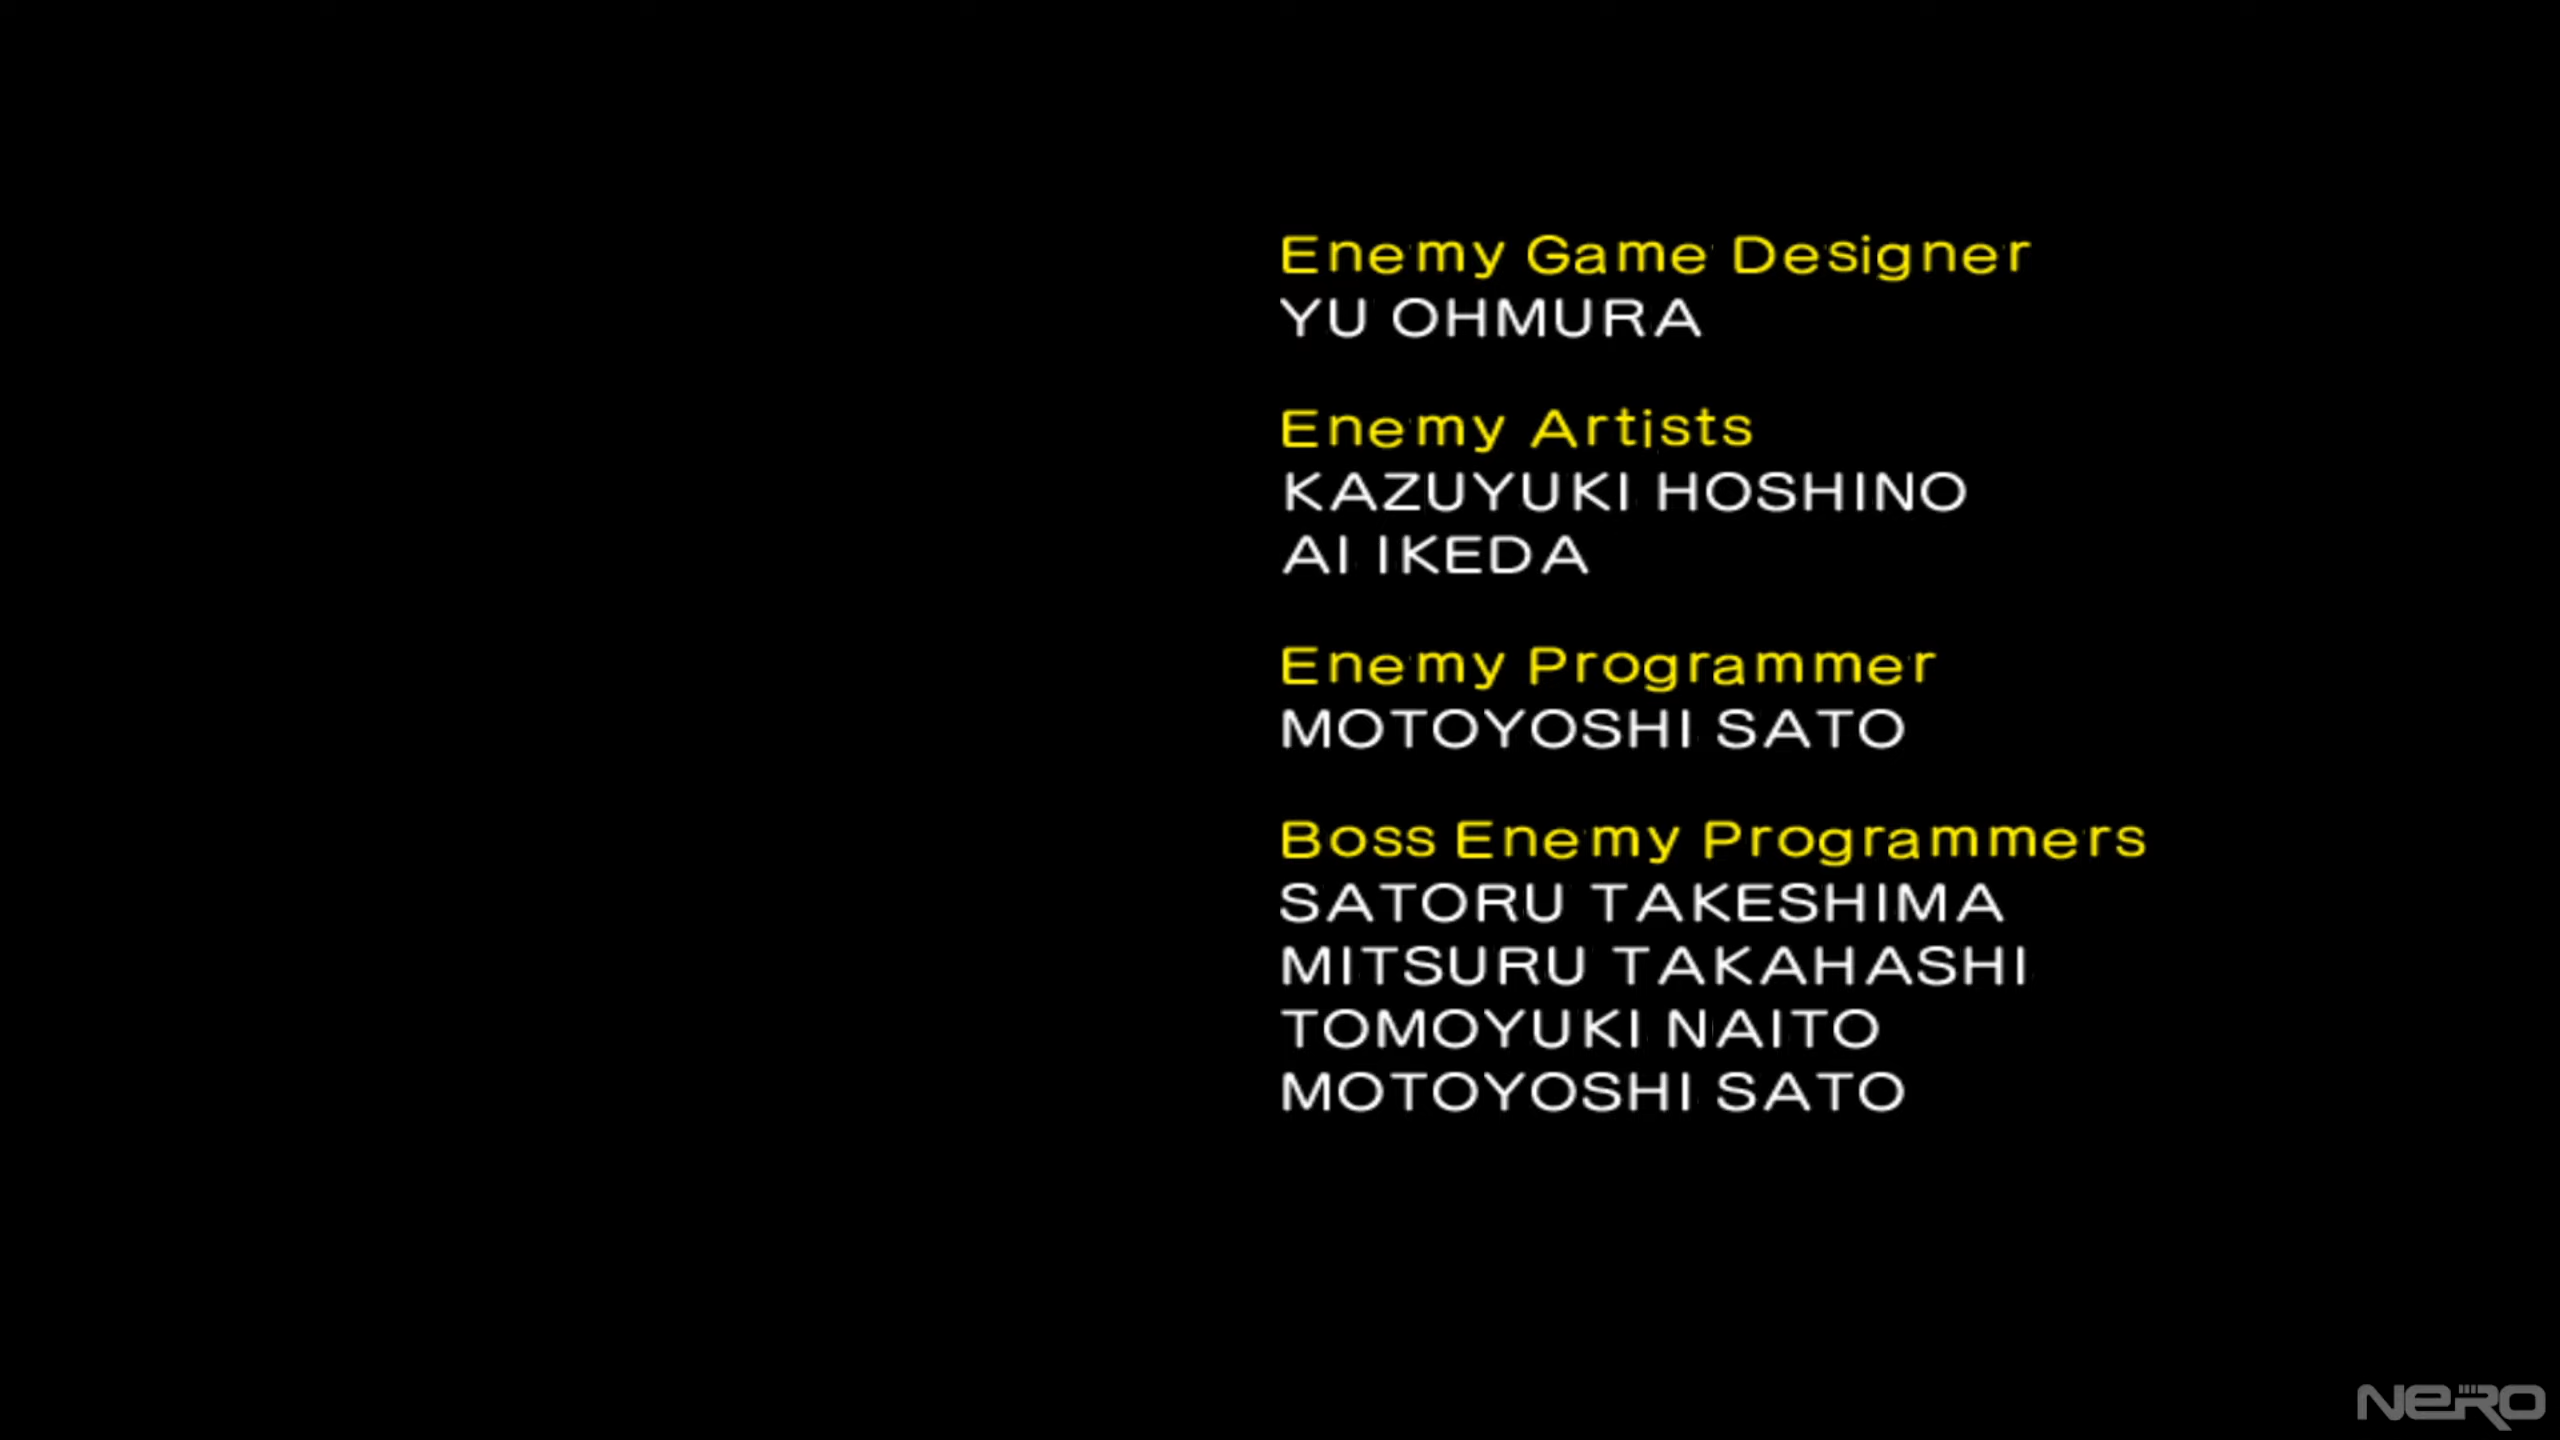 Enemy Game Designer
YU OHMURA
Enemy Artists
KAZUYUKI HOSHINO
AI IKEDA
Enemy Programmer
MOTOYOSHI SATO
Boss Enemy Programmers
SATORU TAKESHIMA
MITSURU TAKAHASHI
TOMOYUKI NAITO
MOTOYOSHI SATO
NeRO